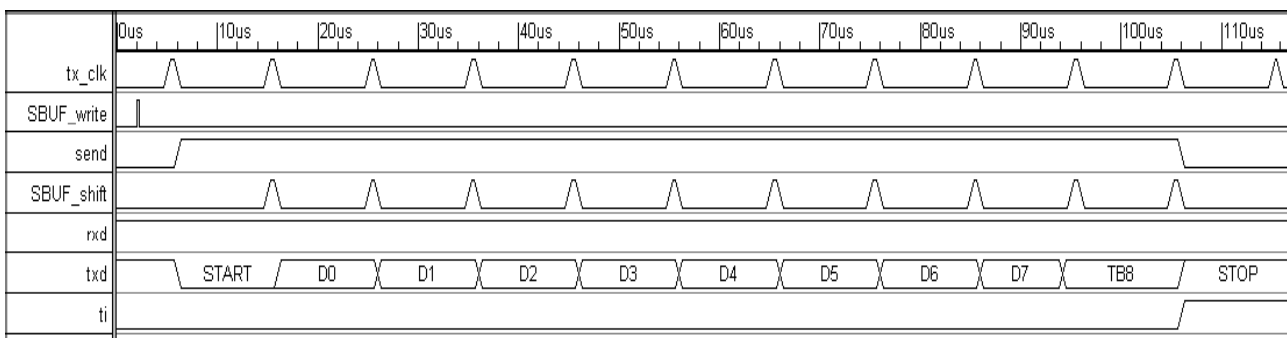 0us 10us 20us 30us 40us 50us 60us 70us 80us 90us 100us 110us
tx_clk
SBUF_write
send
SBUF_shift
rxd
txd START D0 D1 D2 D3 D4 D5 D6 D7 TB8 STOP
ti